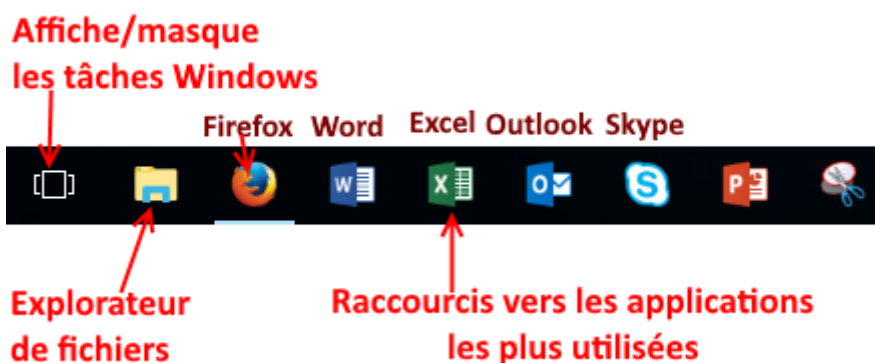 Affiche/masque
les tâches Windows
Firefox Word Excel Outlook Skype
W X O S P
Explorateur
de fichiers
Raccourcis vers les applications
les plus utilisées